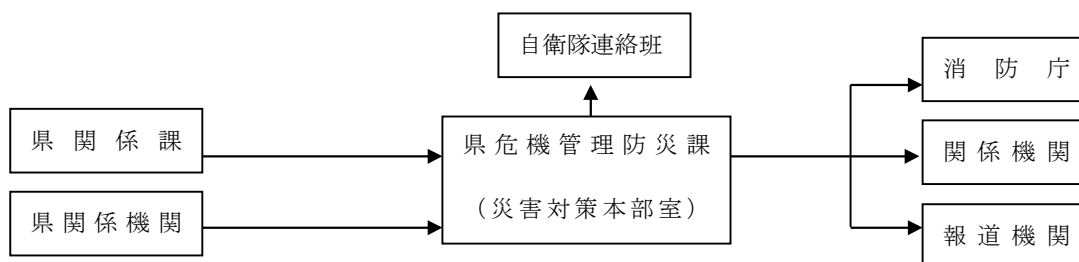 自衛隊連絡班
消防庁
県関係課
県危機管理防災課
(災害対策本部室)
関係機関
県関係機関
報道機関